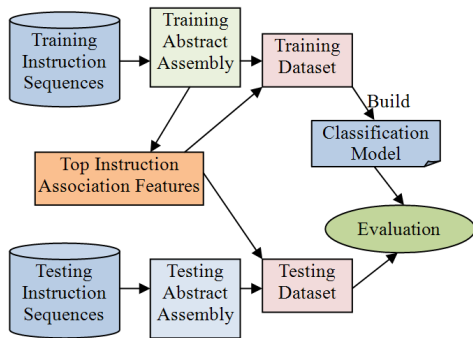 Training
Instruction
Sequences
Training
Abstract
Assembly
Training
Dataset
Build
Classification
Model
Top Instruction
Association Features
Evaluation
Testing
Instruction
Sequences
Testing
Abstract
Assembly
Testing
Dataset